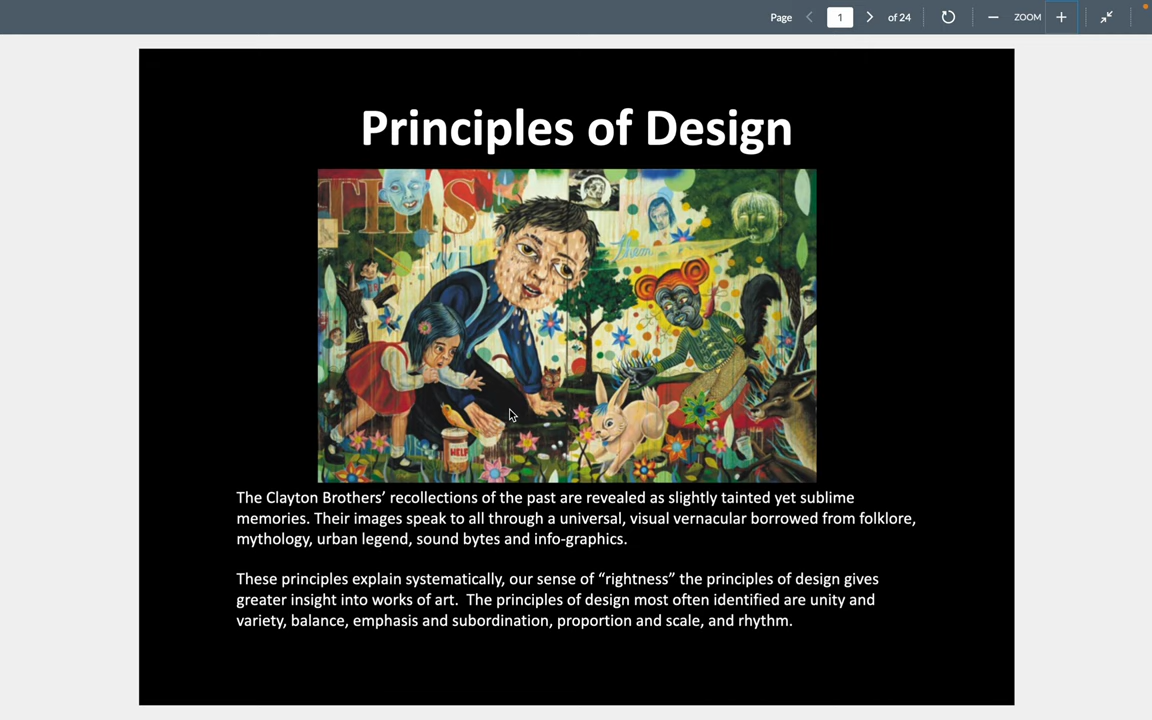 Page 1 of 24 ZOOM
Principles of Design
THIS
HELP
The Clayton Brothers’ recollections of the past are revealed as slightly tainted yet sublime
memories. Their images speak to all through a universal, visual vernacular borrowed from folklore,
mythology, urban legend, sound bytes and info-graphics.
These principles explain systematically, our sense of “rightness” the principles of design gives
greater insight into works of art. The principles of design most often identified are unity and
variety, balance, emphasis and subordination, proportion and scale, and rhythm.